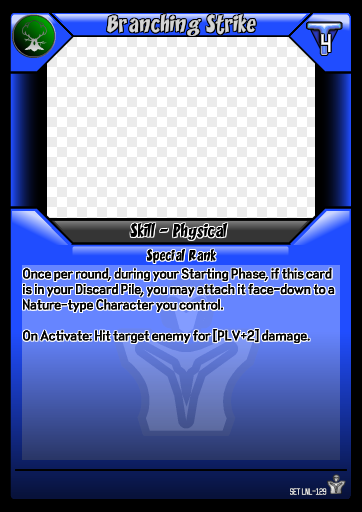 Branching Strike
4
Skill - Physical
Special Rank
Once per round, during your Starting Phase, if this card
is in your Discard Pile, you may attach it face-down to a
Nature-type Character you control.
On Activate: Hit target enemy for [PLV+2] damage.
SET LNL-129